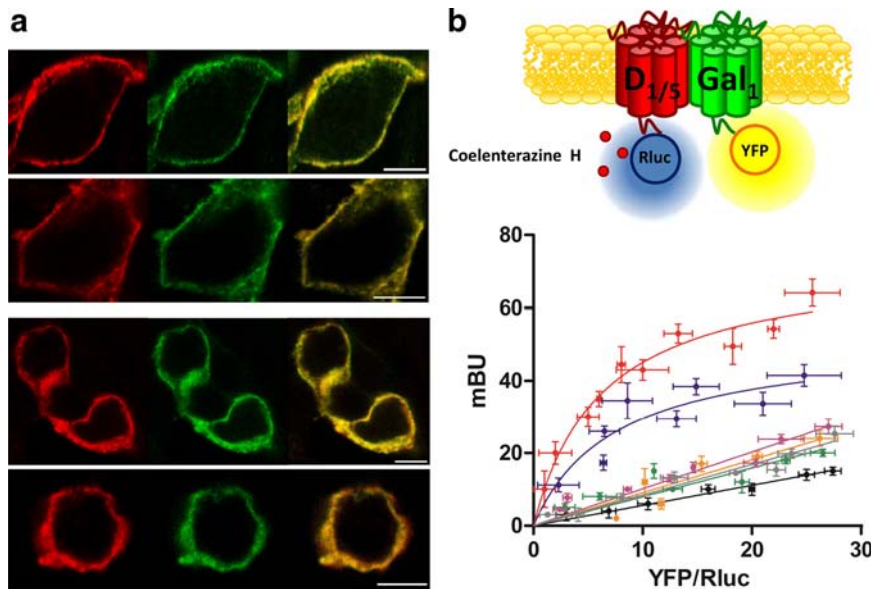 a
b
D1/5 Gal1
Coelenterazine H
Rluc
YFP
80
60
40
20
0
mBU
0 10 20 30
YFP/Rluc